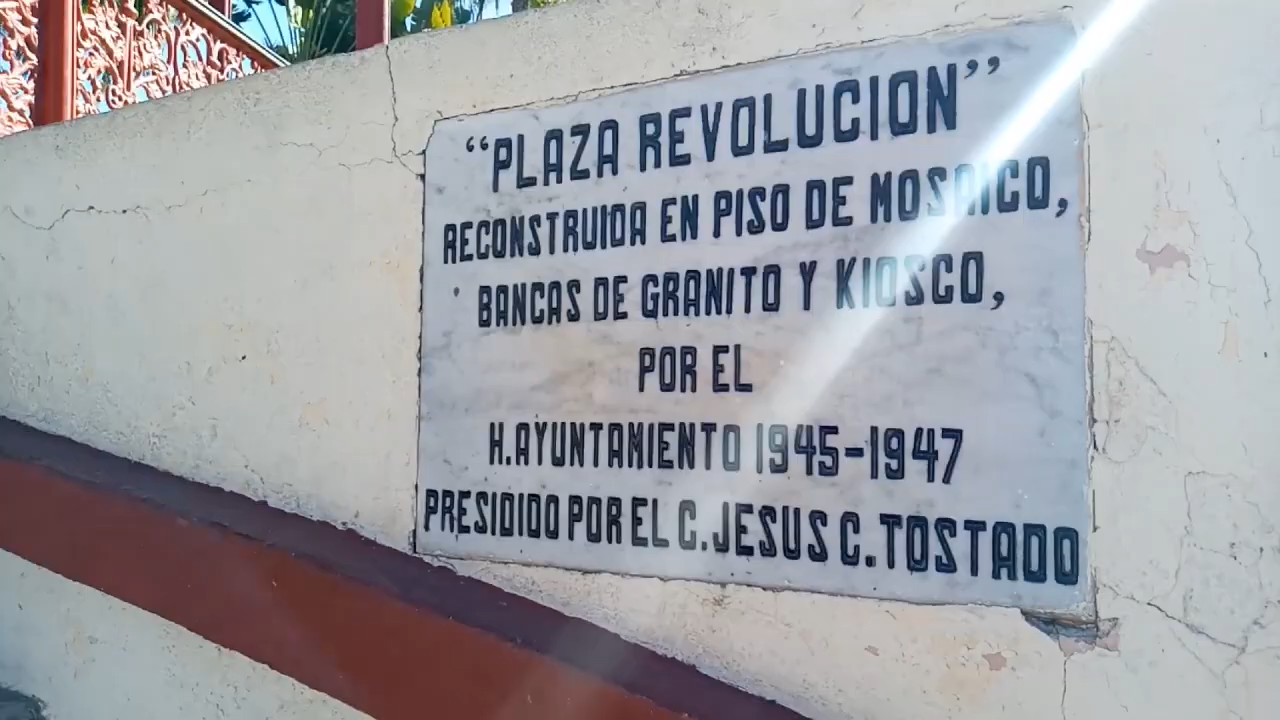 “PLAZA REVOLUCION”
RECONSTRUIDA EN PISO DE MOSAICO,
BANCAS DE GRANITO Y KIOSCO,
POR EL
H. AYUNTAMIENTO 1945-1947
PRESIDIDO POR EL C. JESUS C. TOSTADO